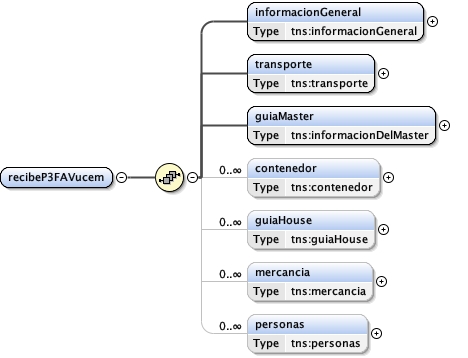 informacionGeneral
Type tns:informacionGeneral
transporte
Type tns:transporte
guiaMaster
Type tns:informacionDelMaster
recibeP3FAVucem
0..∞ contenedor
Type tns:contenedor
0..∞ guiaHouse
Type tns:guiaHouse
0..∞ mercancia
Type tns:mercancia
0..∞ personas
Type tns:personas